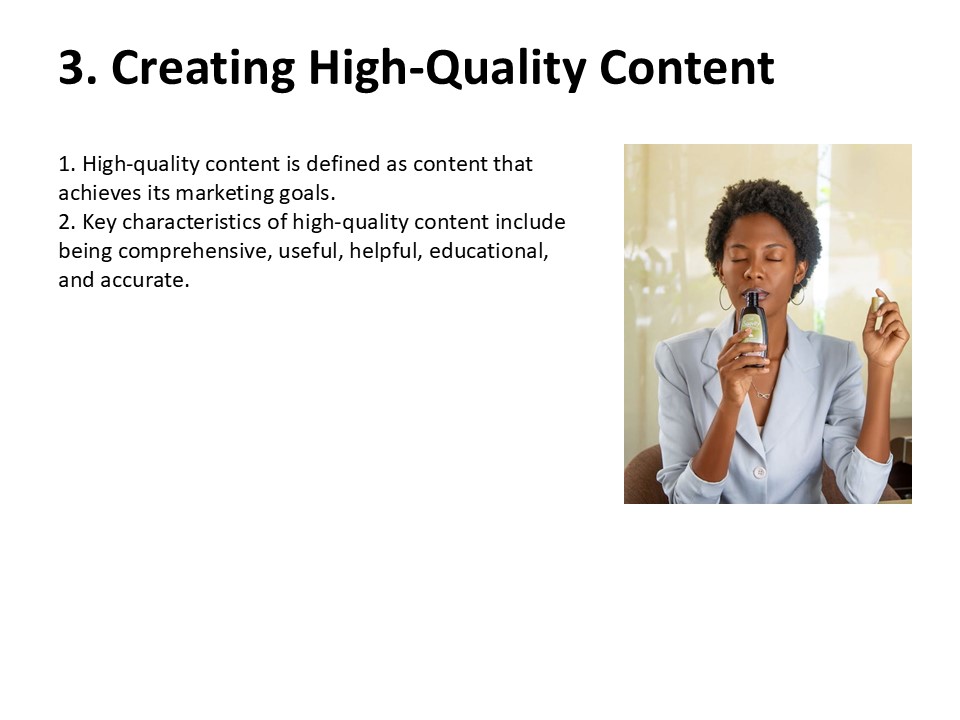 3. Creating High-Quality Content
1. High-quality content is defined as content that
achieves its marketing goals.
2. Key characteristics of high-quality content include
being comprehensive, useful, helpful, educational,
and accurate.